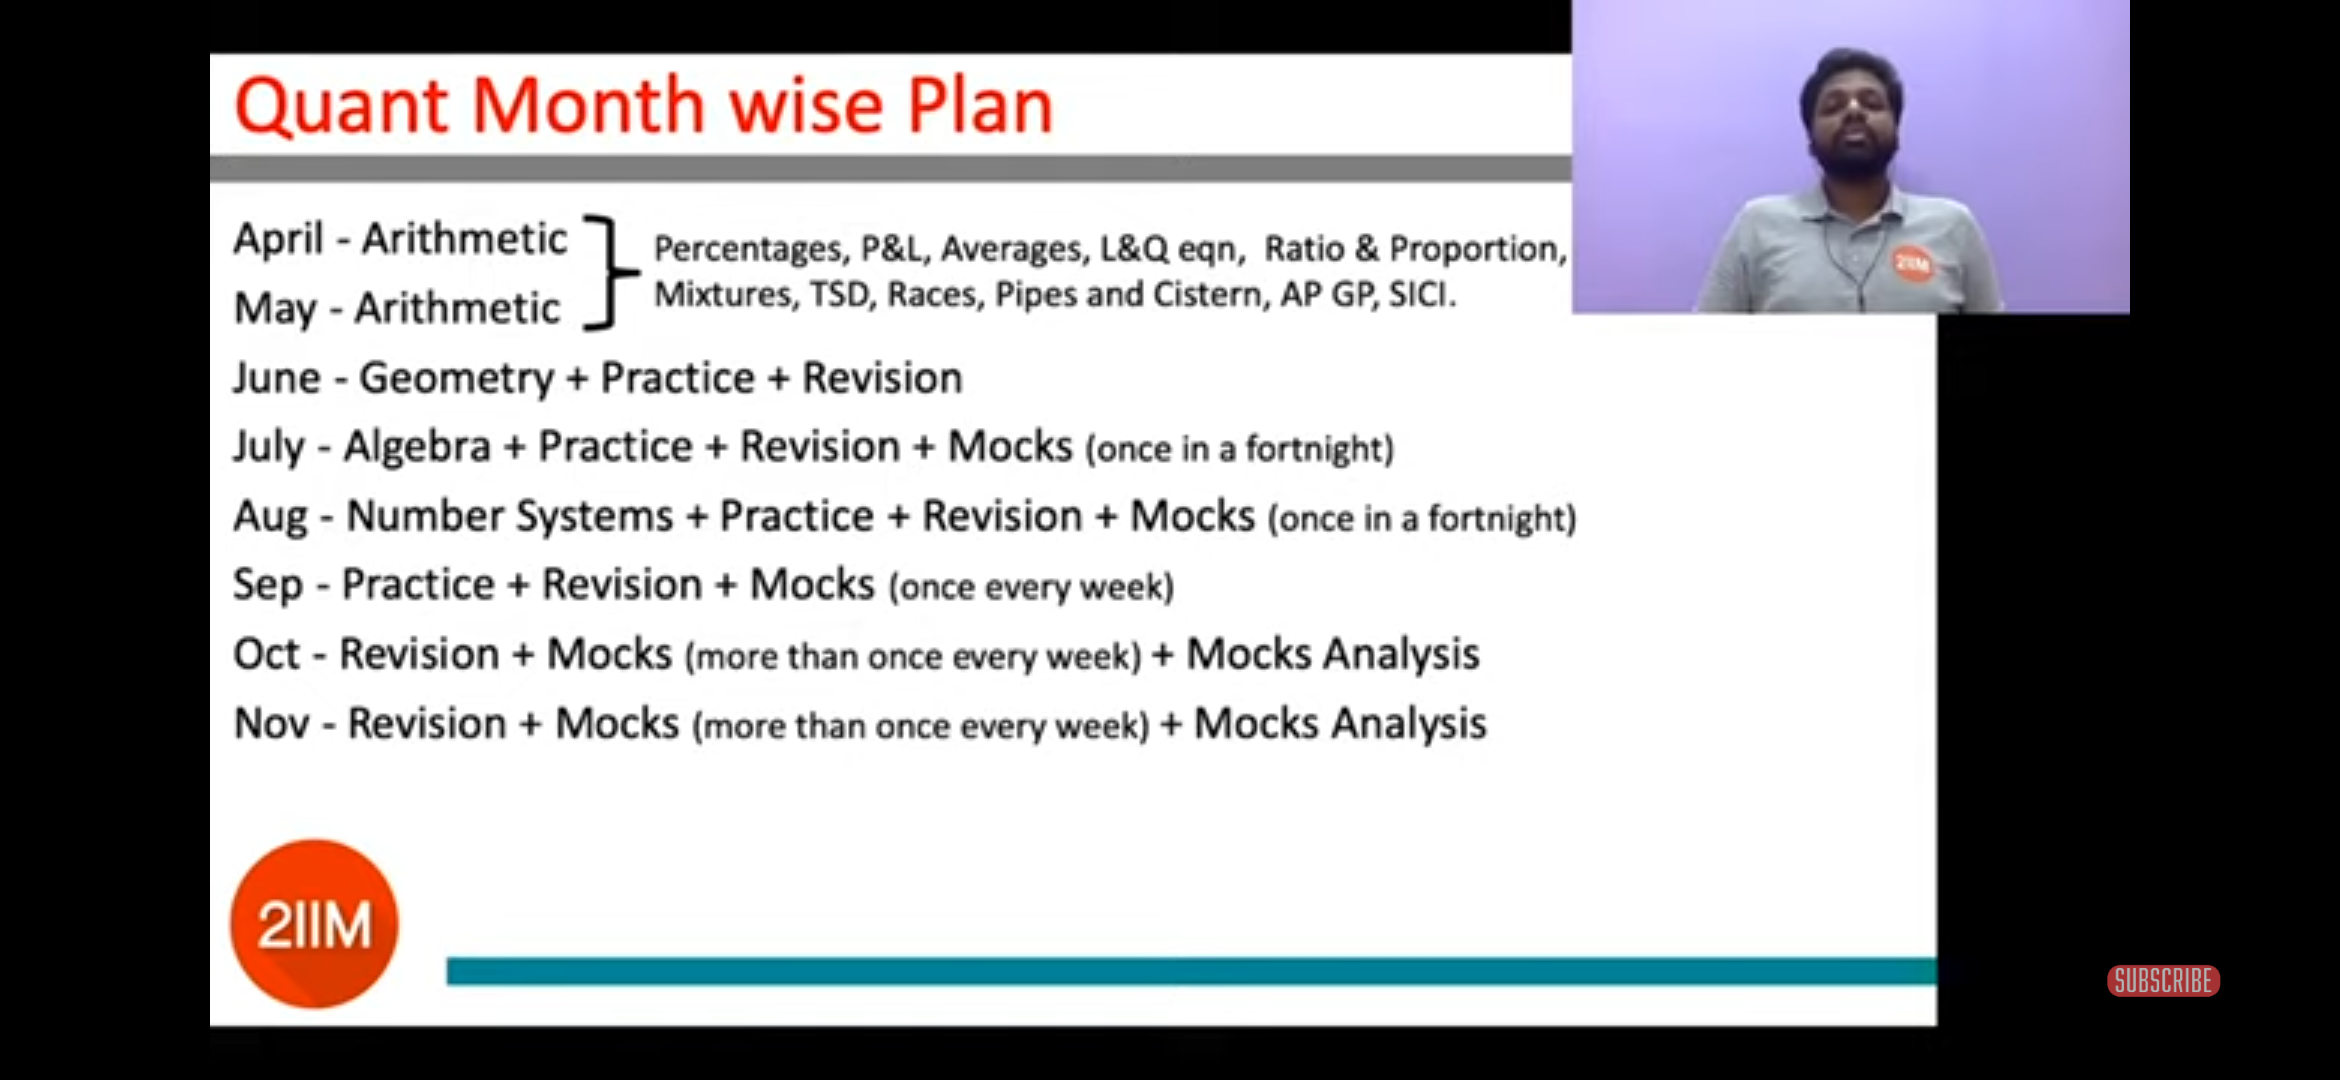 Quant Month wise Plan
April - Arithmetic
May - Arithmetic
Percentages, P&L, Averages, L&Q eqn, Ratio & Proportion,
Mixtures, TSD, Races, Pipes and Cistern, AP GP, SICI.
June - Geometry + Practice + Revision
July - Algebra + Practice + Revision + Mocks (once in a fortnight)
Aug - Number Systems + Practice + Revision + Mocks (once in a fortnight)
Sep - Practice + Revision + Mocks (once every week)
Oct - Revision + Mocks (more than once every week) + Mocks Analysis
Nov - Revision + Mocks (more than once every week) + Mocks Analysis
2IIM
2IIM
SUBSCRIBE